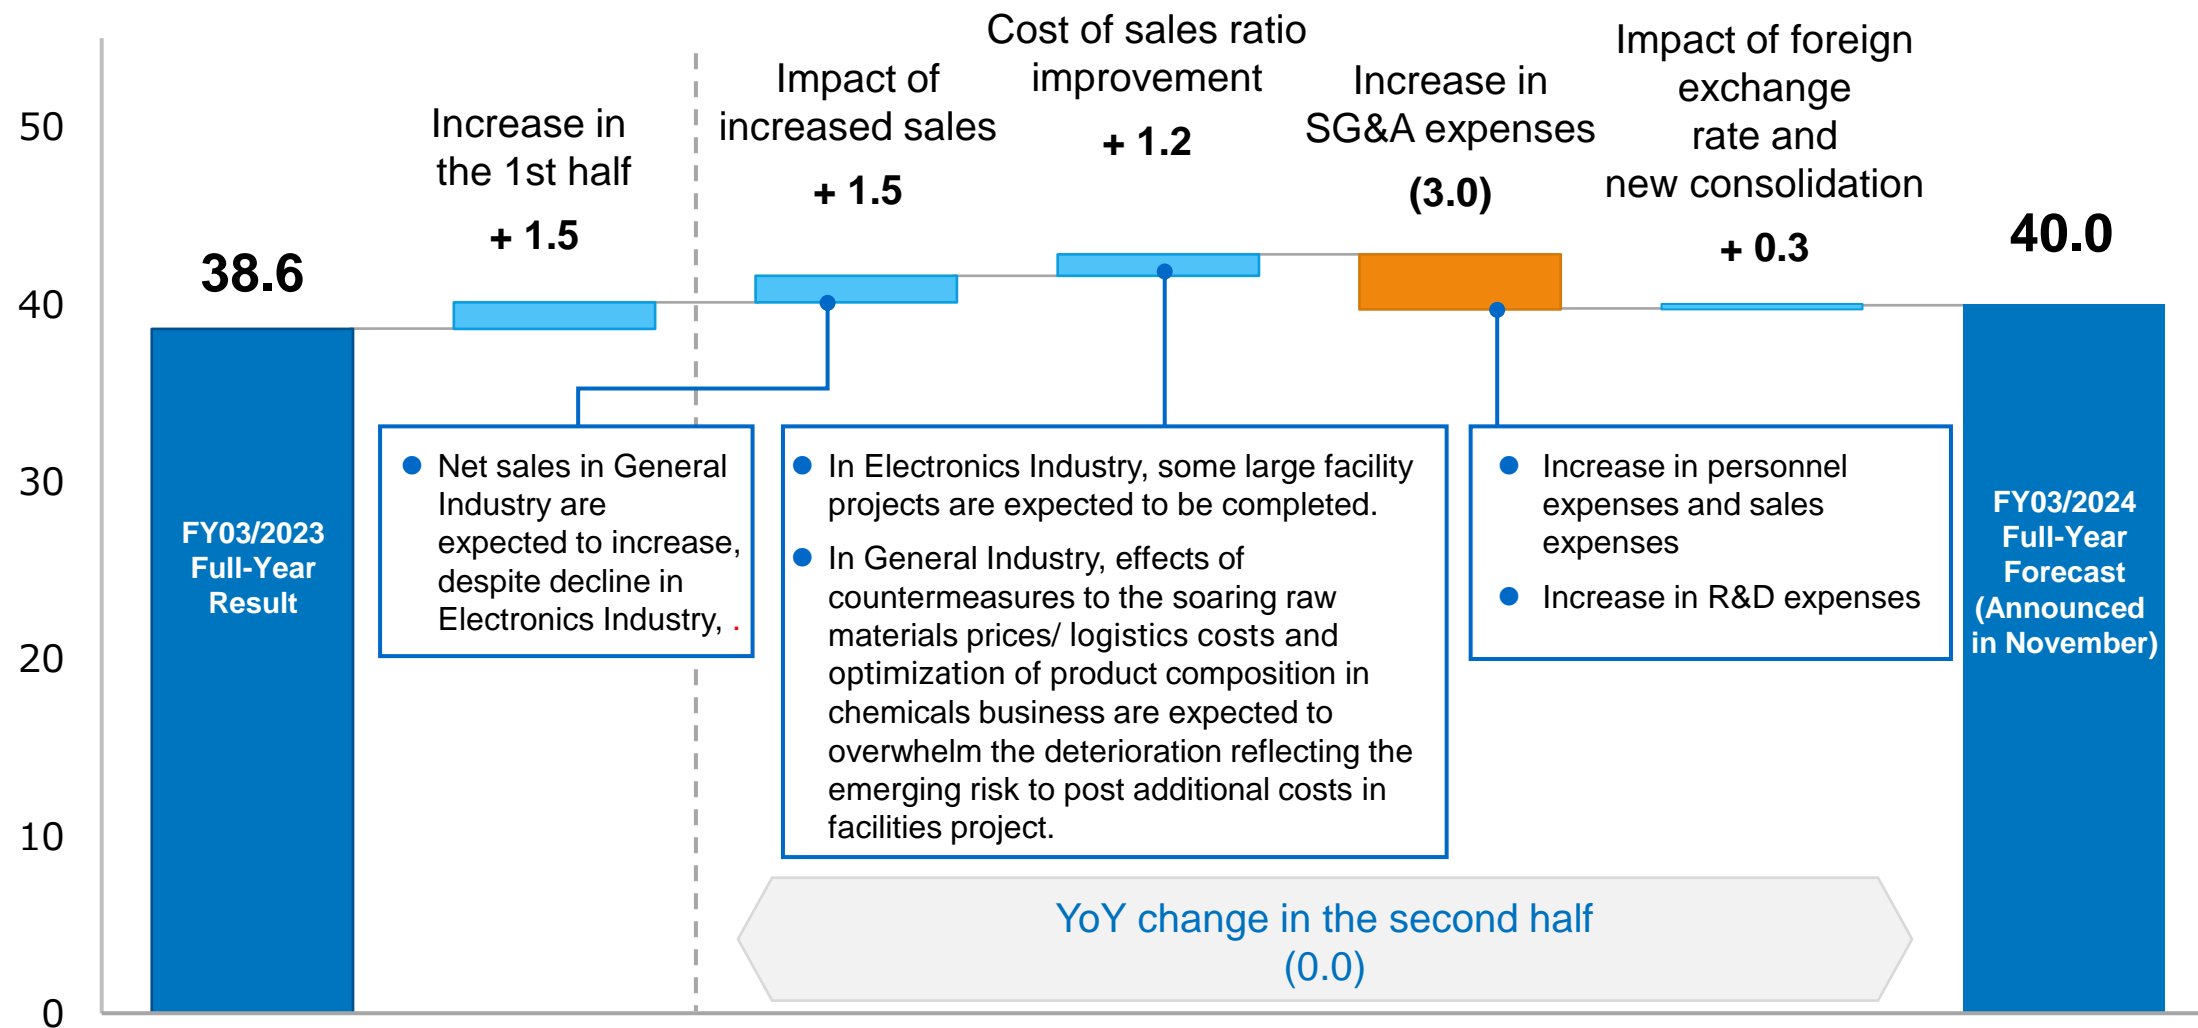 50
40
30
20
10
0
38.6
FY03/2023
Full-Year
Result
Increase in
the 1st half
+ 1.5
Impact of
increased sales
+ 1.5
Cost of sales ratio
improvement
+ 1.2
Increase in
SG&A expenses
(3.0)
Impact of foreign
exchange
rate and
new consolidation
+ 0.3
40.0
FY03/2024
Full-Year
Forecast
(Announced
in November)
● Net sales in General
Industry are
expected to increase,
despite decline in
Electronics Industry, .
● In Electronics Industry, some large facility
projects are expected to be completed.
● In General Industry, effects of
countermeasures to the soaring raw
materials prices/ logistics costs and
optimization of product composition in
chemicals business are expected to
overwhelm the deterioration reflecting the
emerging risk to post additional costs in
facilities project.
● Increase in personnel
expenses and sales
expenses
● Increase in R&D expenses
YoY change in the second half
(0.0)